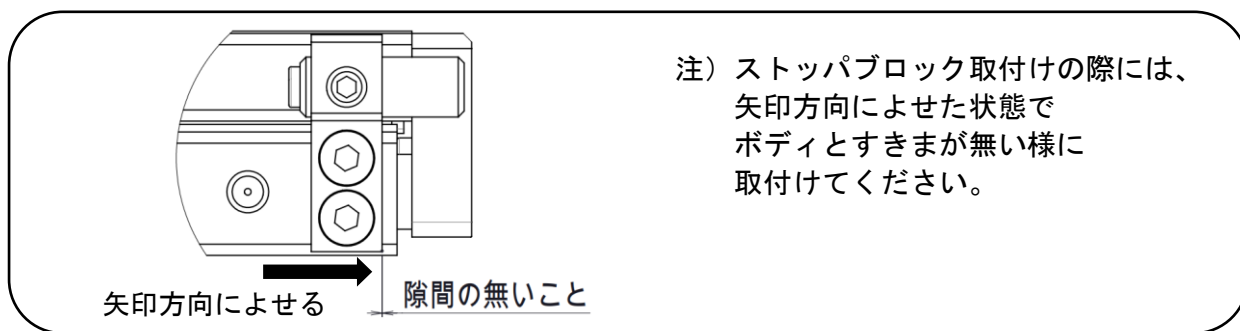 注）ストッパブロック取付けの際には、
矢印方向によせた状態で
ボディとすきまが無い様に
取付けてください。
矢印方向によせる
隙間の無いこと